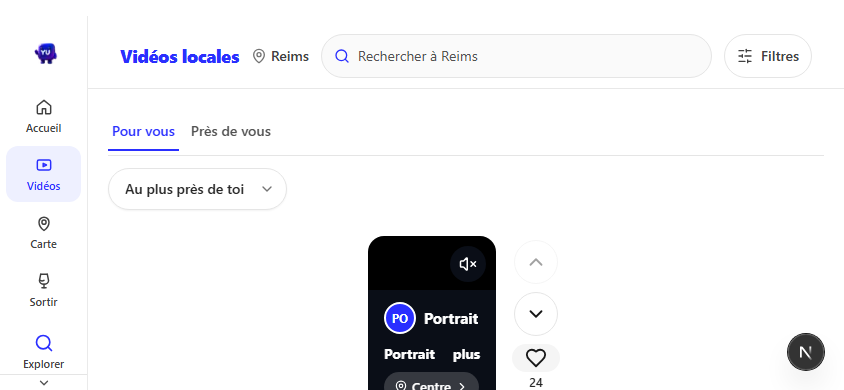 YU
Vidéos locales
Reims
Rechercher à Reims
Filtres
Accueil
Vidéos
Carte
Sortir
Explorer
Pour vous
Près de vous
Au plus près de toi
PO
Portrait
Portrait plus
Centre
24
N